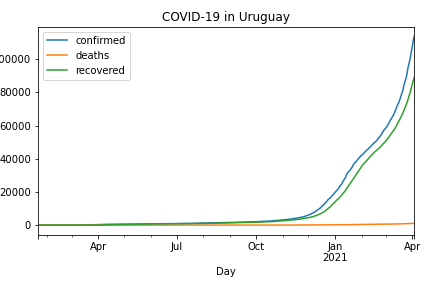 COVID-19 in Uruguay
confirmed
deaths
recovered
80000
60000
40000
20000
0
Apr
Jul
Oct
Jan
2021
Apr
Day